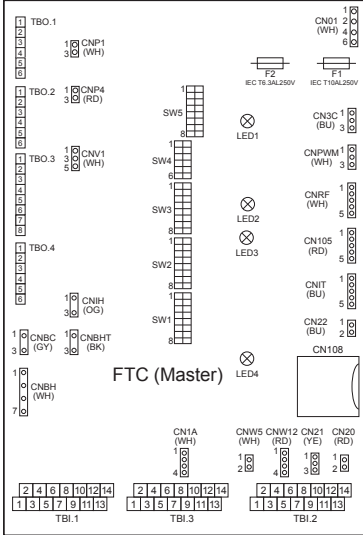 TBO.1
1
2
3
4
5
6
1
3
CNP1
(WH)
CN01
(WH)
1
2
4
6
F2
IEC T6.3AL250V
F1
IEC T10AL250V
TBO.2
1
2
3
4
5
6
1
3
CNP4
(RD)
SW5
1
8
LED1
CN3C
(BU)
1
3
TBO.3
1
2
3
4
5
6
7
8
1
3
5
CNV1
(WH)
SW4
1
6
CNPWM
(WH)
1
3
SW3
1
8
LED2
CNRF
(WH)
1
5
TBO.4
1
2
3
4
5
6
SW2
1
8
LED3
CN105
(RD)
1
5
1
3
CNIH
(OG)
SW1
1
8
CNIT
(BU)
1
5
1
3
CNBC
(GY)
1
3
CNBHT
(BK)
CN22
(BU)
1
2
1
7
CNBH
(WH)
FTC (Master)
LED4
CN108
CN1A
(WH)
1
4
CNW5
(WH)
1
2
CNW12
(RD)
1
4
CN21
(YE)
1
3
CN20
(RD)
1
2
2 4 6 8 10 12 14
1 3 5 7 9 11 13
TBI.1
2 4 6 8 10 12 14
1 3 5 7 9 11 13
TBI.3
2 4 6 8 10 12 14
1 3 5 7 9 11 13
TBI.2